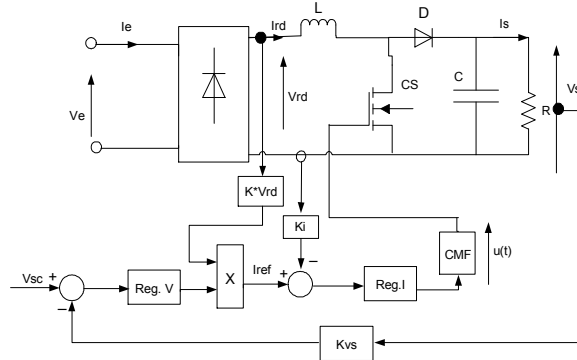 L
D
Ie
Ird
Is
Ve
Vrd
CS
C
R
Vs
K*Vrd
Ki
CMF
u(t)
Vsc
+
−
Reg. V
X
Iref
+
−
Reg.I
Kvs